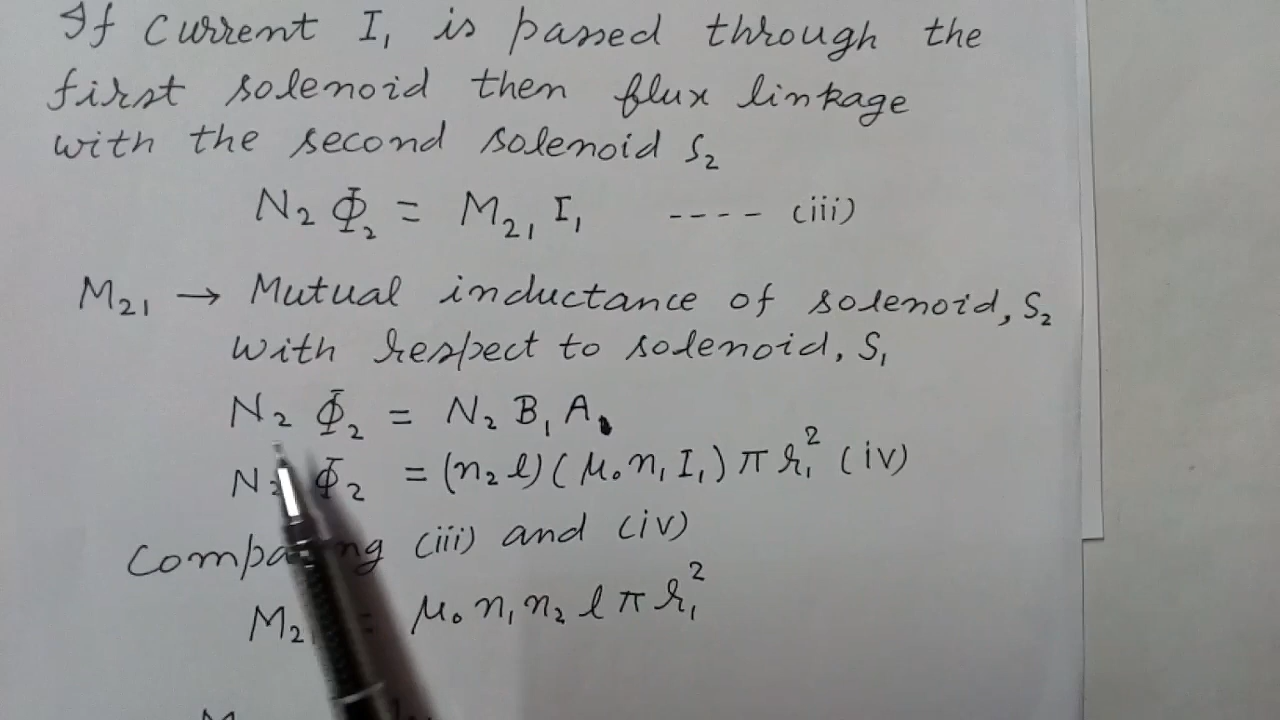 If current I₁ is passed through the
first solenoid then flux linkage
with the second solenoid S₂
N₂ Φ₂ = M₂₁ I₁ ---- (iii)
M₂₁ → Mutual inductance of solenoid, S₂
with respect to solenoid, S₁
N₂ Φ₂ = N₂ B₁ A
N₂ Φ₂ = (n₂ l) (μ₀ n₁ I₁) π r₁² (iv)
Comparing (iii) and (iv)
M₂ = μ₀ n₁ n₂ l π r₁²